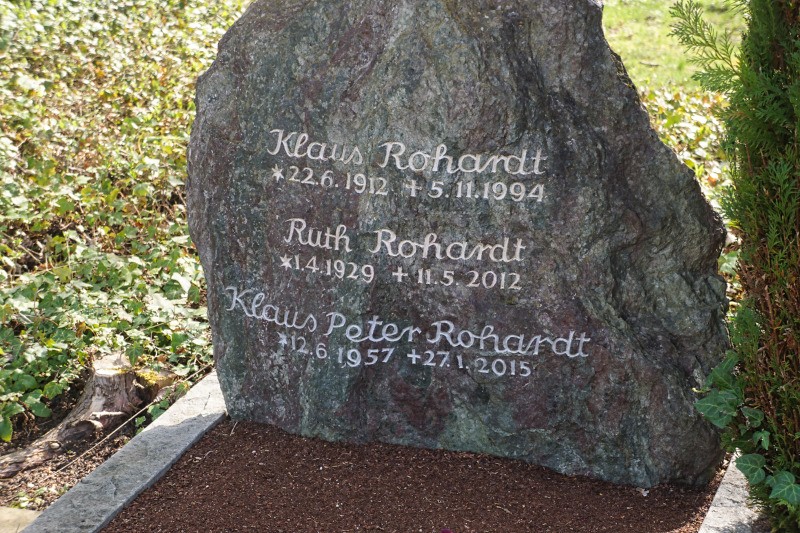 Klaus Rohardt
*22.6.1912 +5.11.1994
Ruth Rohardt
*1.4.1929 +11.5.2012
Klaus Peter Rohardt
*12.6.1957 +27.1.2015